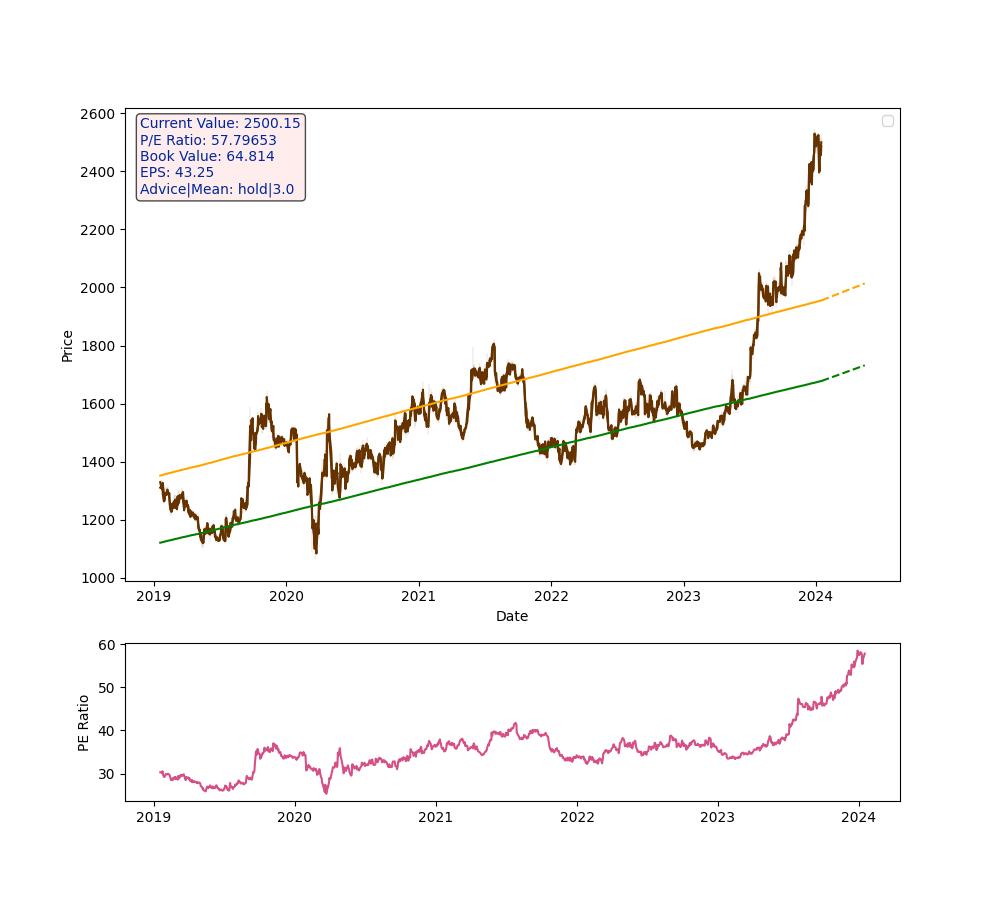 2600
2400
2200
2000
1800
1600
1400
1200
1000
Price
Current Value: 2500.15
P/E Ratio: 57.79653
Book Value: 64.814
EPS: 43.25
Advice|Mean: hold|3.0
2019 2020 2021 2022 2023 2024
Date
60
50
40
30
PE Ratio
2019 2020 2021 2022 2023 2024